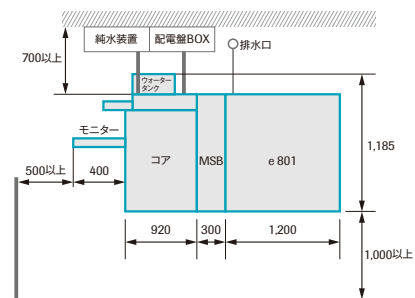 純水装置
配電盤BOX
排水口
700以上
ウォーター
タンク
モニター
コア
MSB
e 801
1,185
500以上
400
920
300
1,200
1,000以上